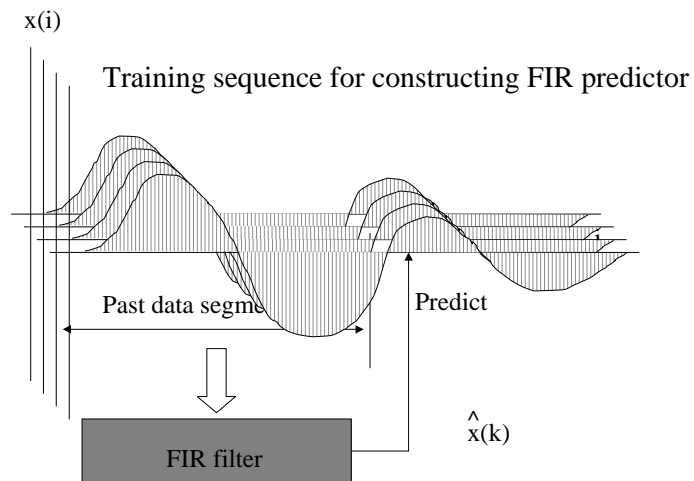 x(i)
Training sequence for constructing FIR predictor
Past data segme
Predict
^
x(k)
FIR filter